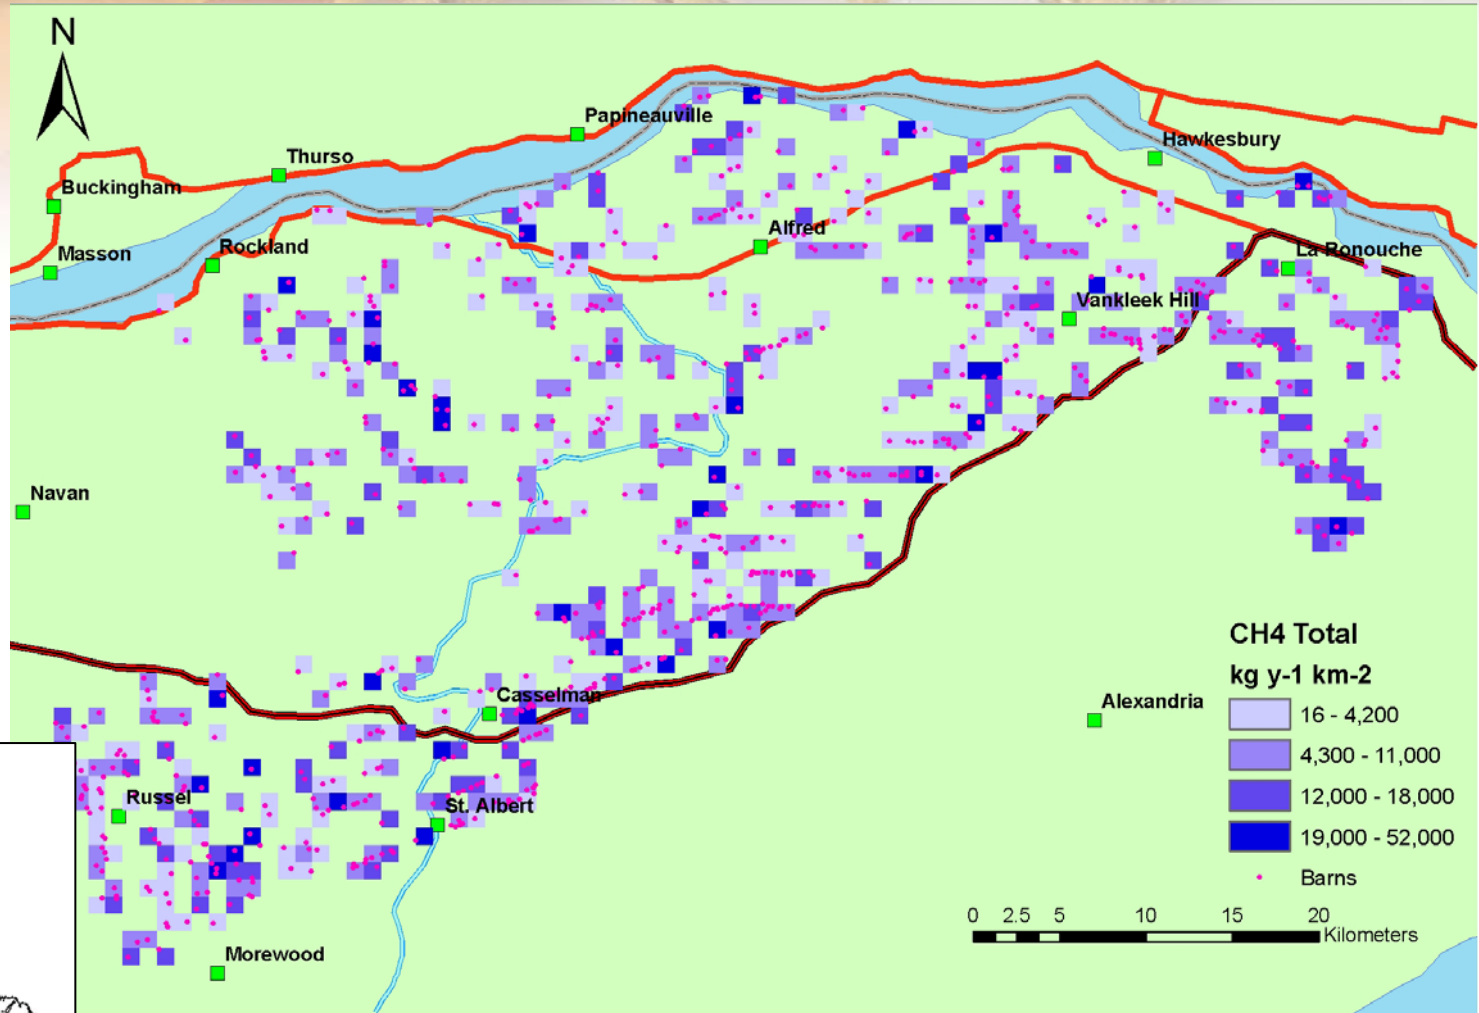 N
Papineauville
Hawkesbury
Thurso
Buckingham
Alfred
Rockland
La Ronouche
Masson
Vankleek Hill
Navan
CH4 Total
kg y-1 km-2
Casselman
Alexandria
16 - 4,200
4,300 - 11,000
Russel
12,000 - 18,000
St. Albert
19,000 - 52,000
Barns
0 2.5 5 10 15 20
Kilometers
Morewood